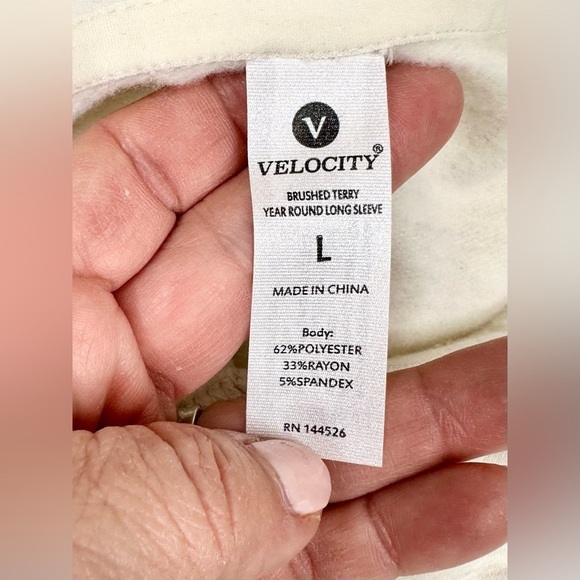 V
VELOCITY®
BRUSHED TERRY
YEAR ROUND LONG SLEEVE
L
MADE IN CHINA
Body:
62%POLYESTER
33%RAYON
5%SPANDEX
RN 144526